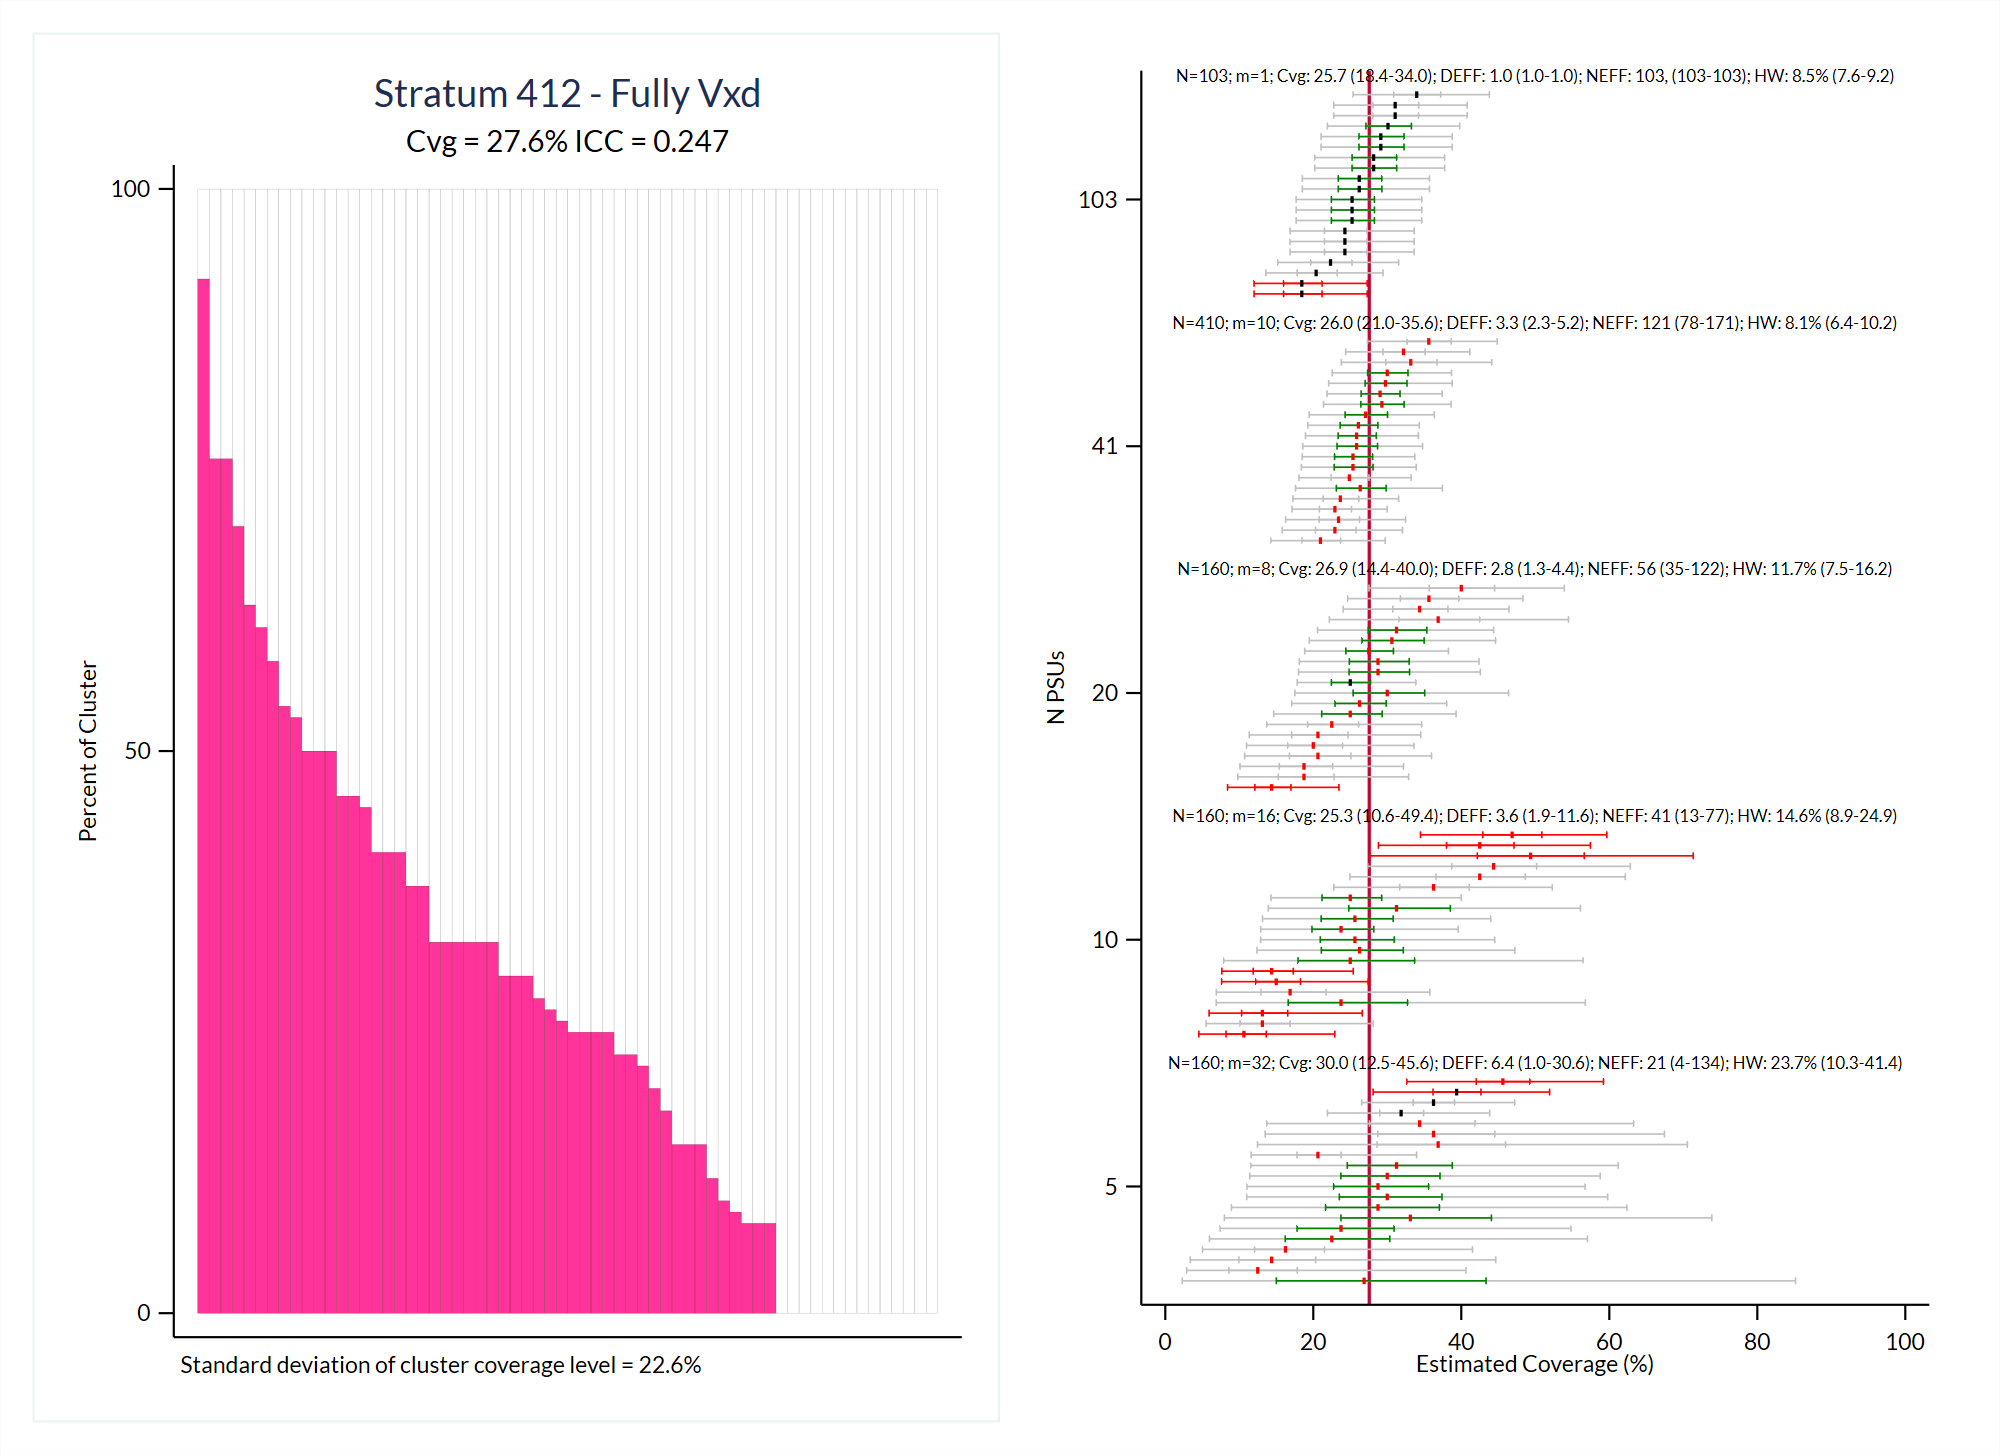 Stratum 412 - Fully Vxd
Cvg = 27.6% ICC = 0.247
100
50
0
Percent of Cluster
Standard deviation of cluster coverage level = 22.6%
N=103; m=1; Cvg: 25.7 (18.4-34.0); DEFF: 1.0 (1.0-1.0); NEFF: 103, (103-103); HW: 8.5% (7.6-9.2)
103
N=410; m=10; Cvg: 26.0 (21.0-35.6); DEFF: 3.3 (2.3-5.2); NEFF: 121 (78-171); HW: 8.1% (6.4-10.2)
41
N=160; m=8; Cvg: 26.9 (14.4-40.0); DEFF: 2.8 (1.3-4.4); NEFF: 56 (35-122); HW: 11.7% (7.5-16.2)
20
N PSUs
N=160; m=16; Cvg: 25.3 (10.6-49.4); DEFF: 3.6 (1.9-11.6); NEFF: 41 (13-77); HW: 14.6% (8.9-24.9)
10
N=160; m=32; Cvg: 30.0 (12.5-45.6); DEFF: 6.4 (1.0-30.6); NEFF: 21 (4-134); HW: 23.7% (10.3-41.4)
5
0 20 40 60 80 100
Estimated Coverage (%)